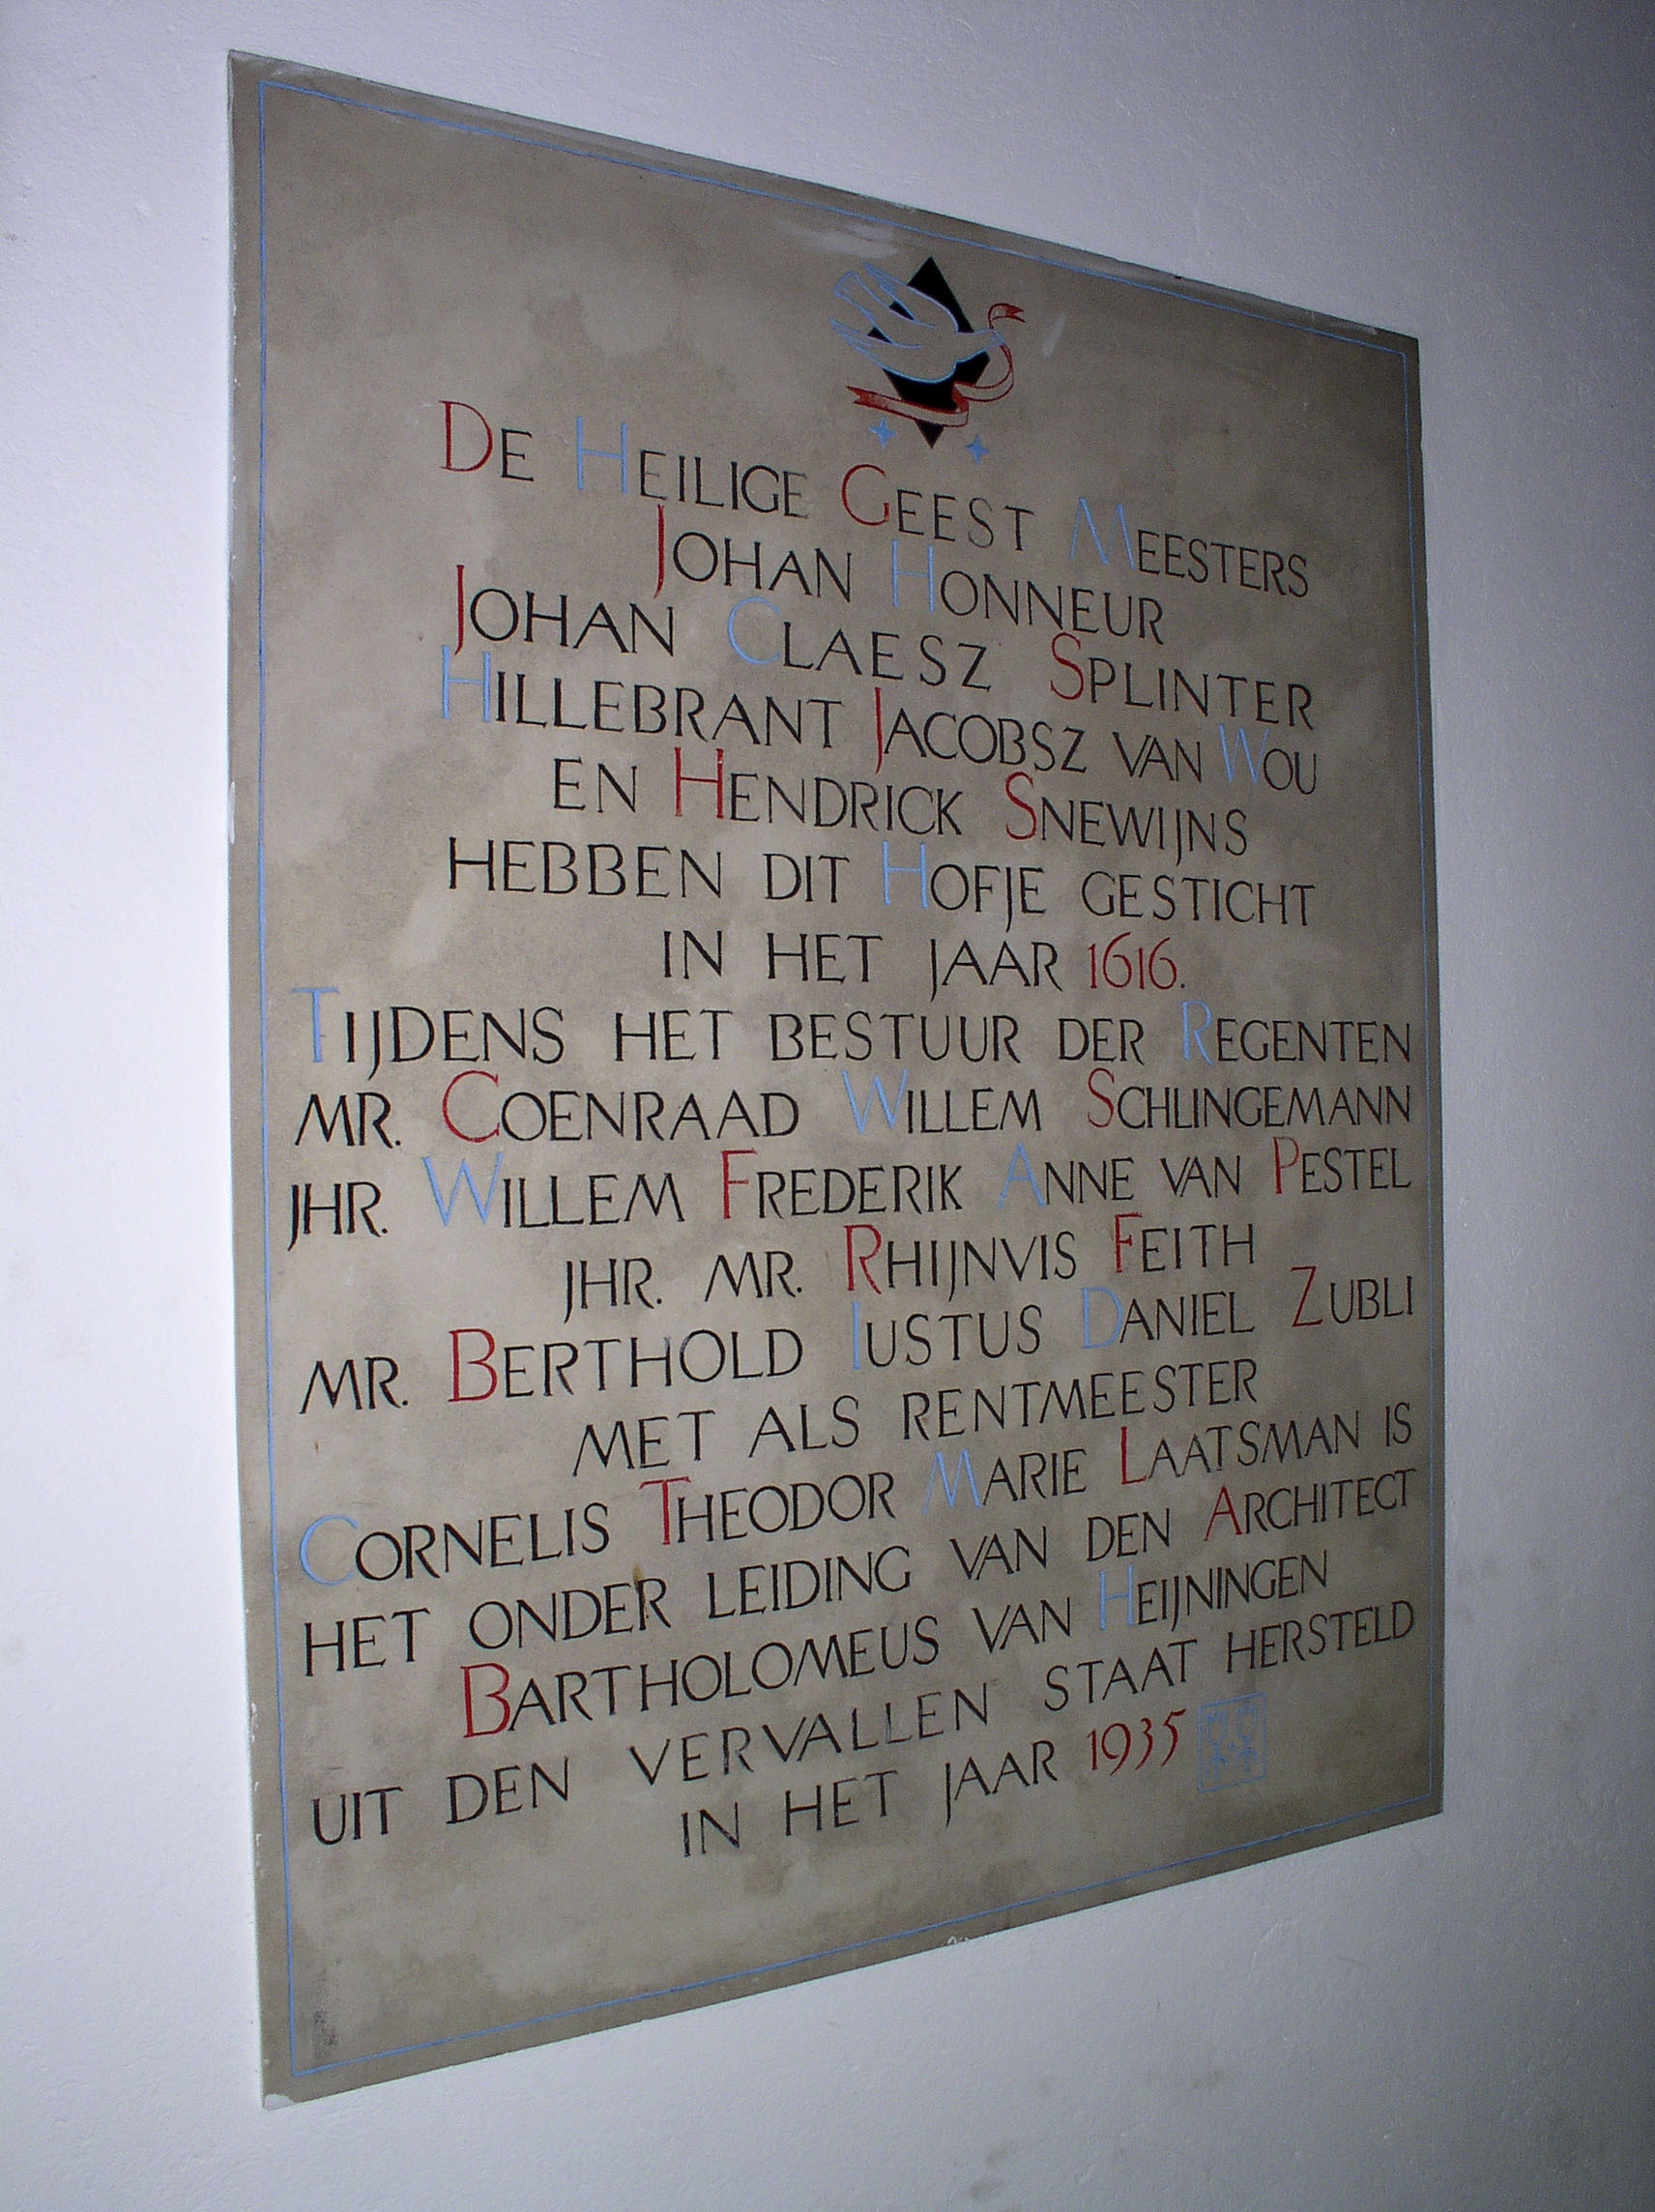 DE HEILIGE GEEST MEESTERS
JOHAN HONNEUR
JOHAN CLAESZ SPLINTER
HILLEBRANT JACOBSZ VAN WOU
EN HENDRICK SNEWIJNS
HEBBEN DIT HOFJE GESTICHT
IN HET JAAR 1616.
TIJDENS HET BESTUUR DER REGENTEN
MR. COENRAAD WILLEM SCHLINGEMANN
JHR. WILLEM FREDERIK ANNE VAN PESTEL
JHR. MR. RHIJNVIS FEITH
MR. BERTHOLD IUSTUS DANIEL ZUBLI
MET ALS RENTMEESTER
CORNELIS THEODOR MARIE LAATSMAN IS
HET ONDER LEIDING VAN DEN ARCHITECT
BARTHOLOMEUS VAN HEIJNINGEN
UIT DEN VERVALLEN STAAT HERSTELD
IN HET JAAR 1935